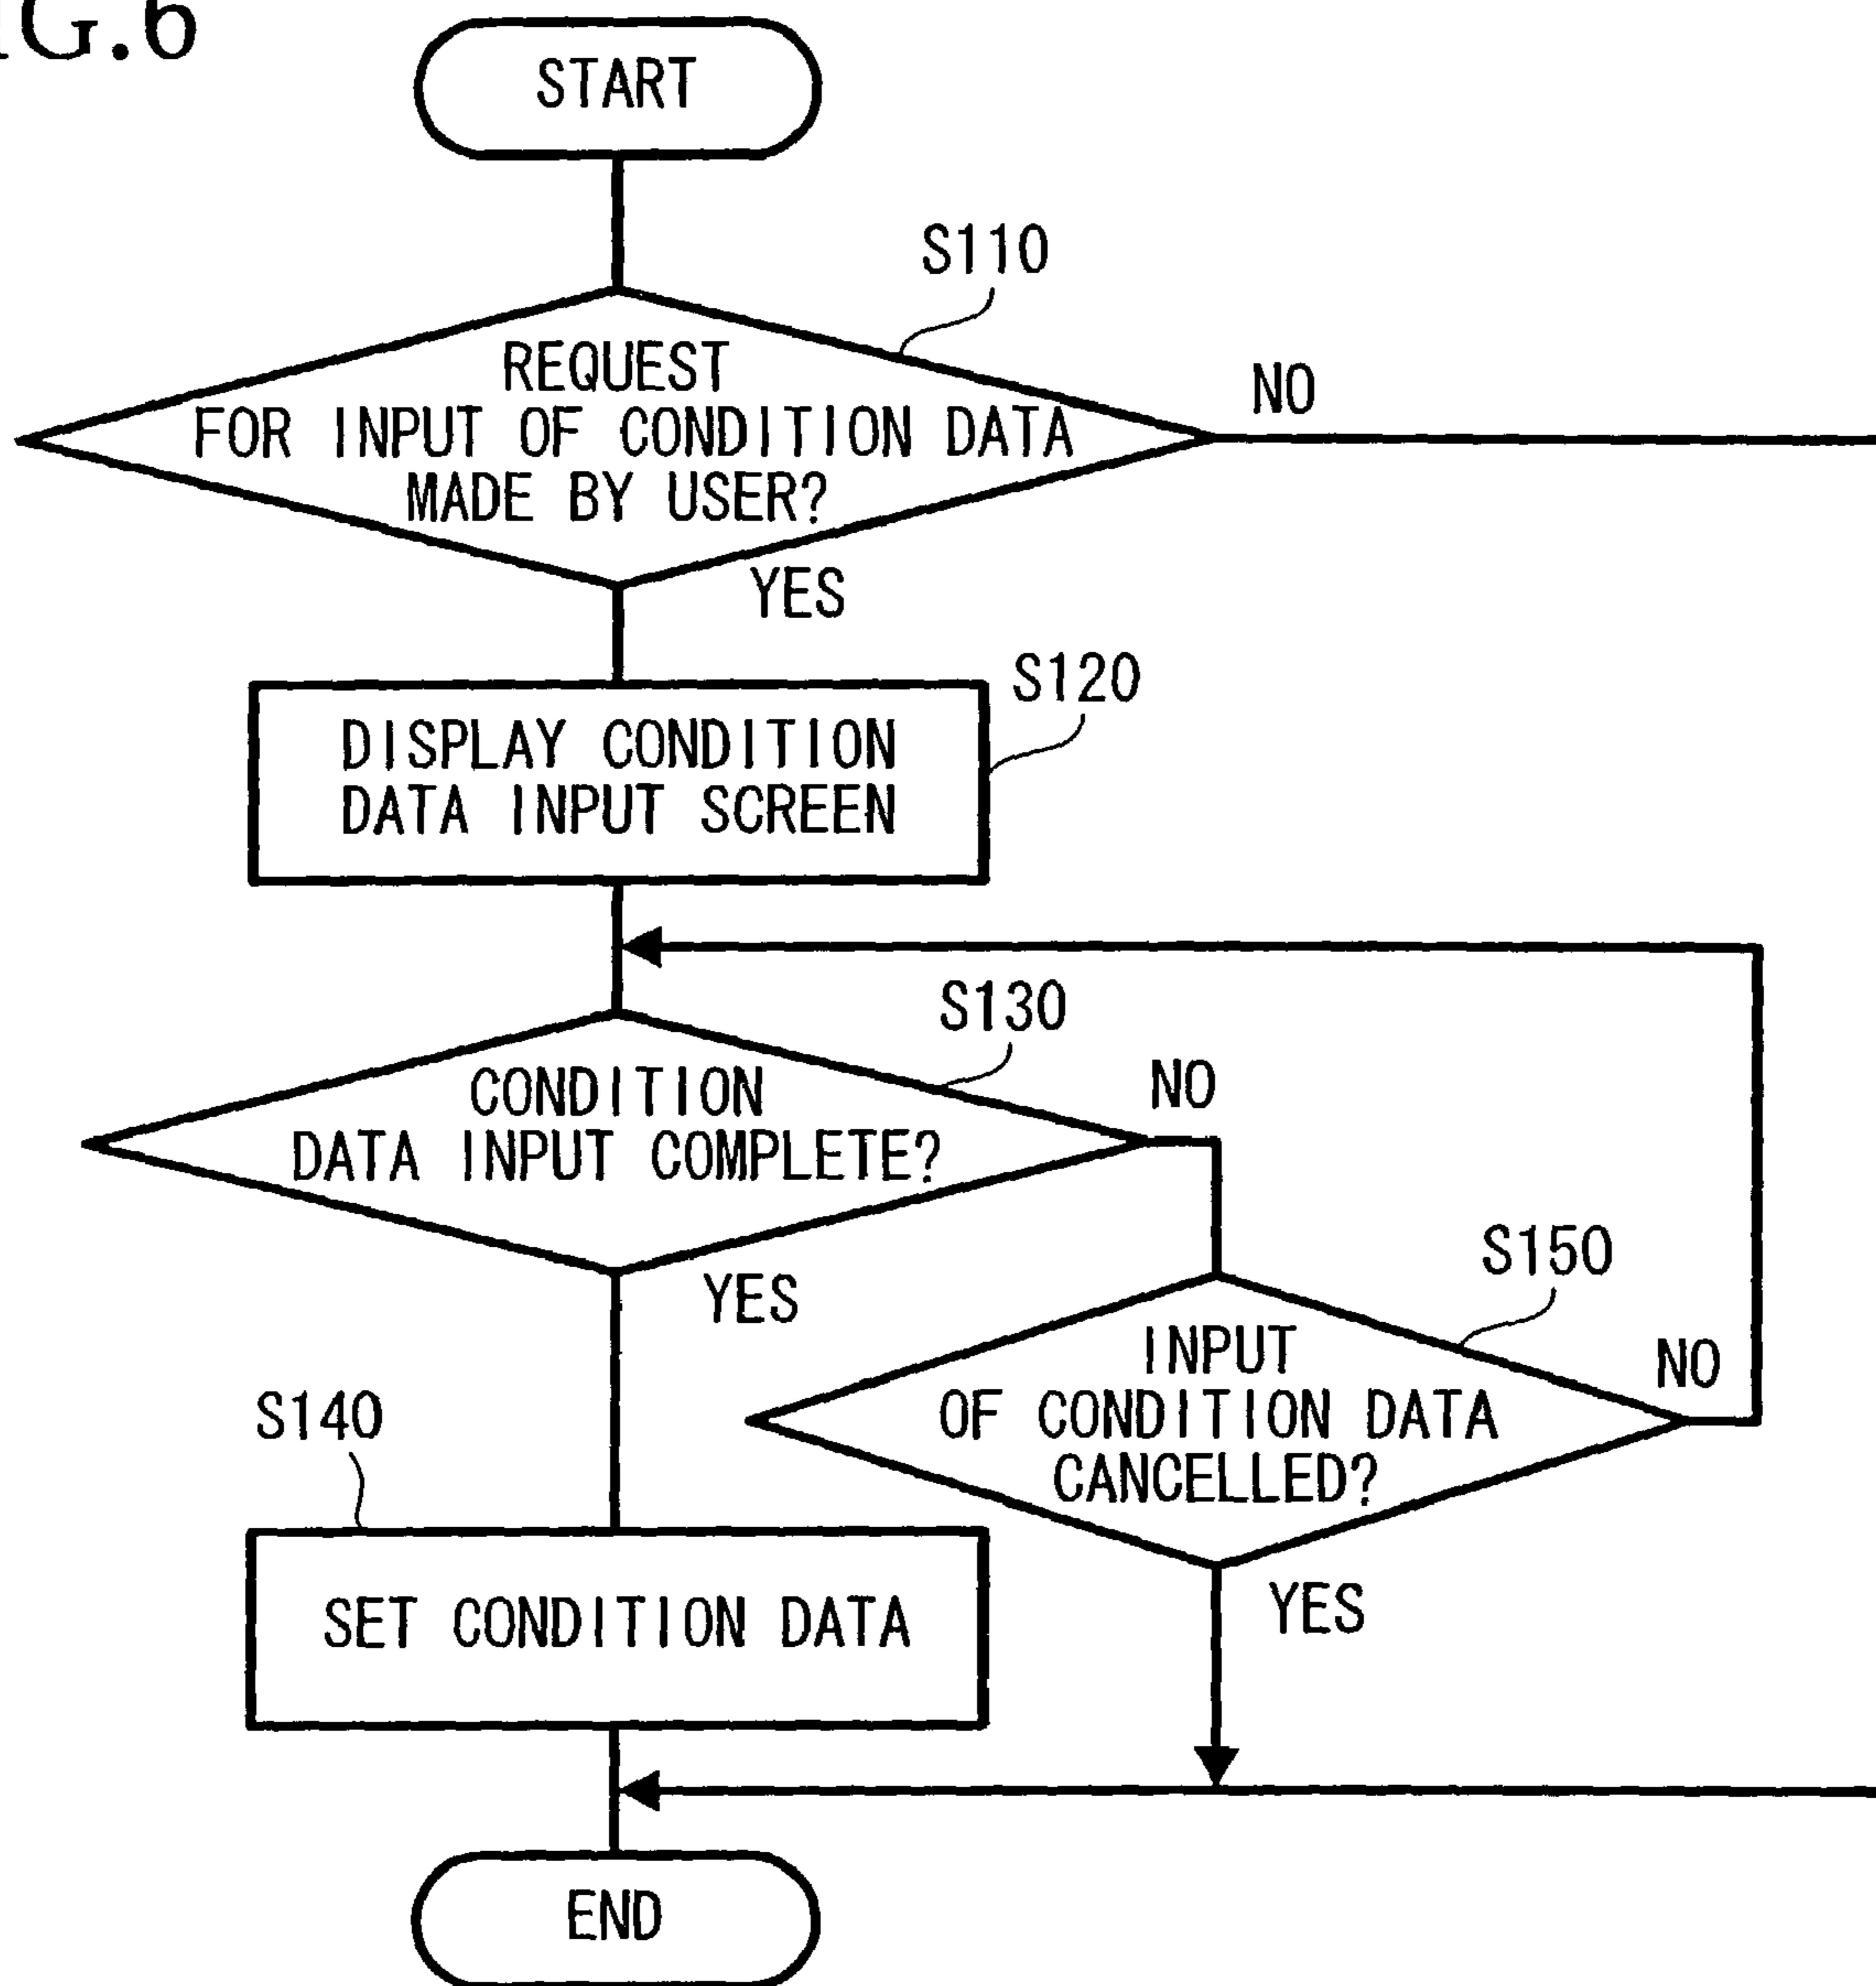 G.6
START
S110
REQUEST
FOR INPUT OF CONDITION DATA
MADE BY USER?
NO
YES
S120
DISPLAY CONDITION
DATA INPUT SCREEN
S130
CONDITION
DATA INPUT COMPLETE?
NO
YES
S150
INPUT
OF CONDITION DATA
CANCELLED?
NO
YES
S140
SET CONDITION DATA
END